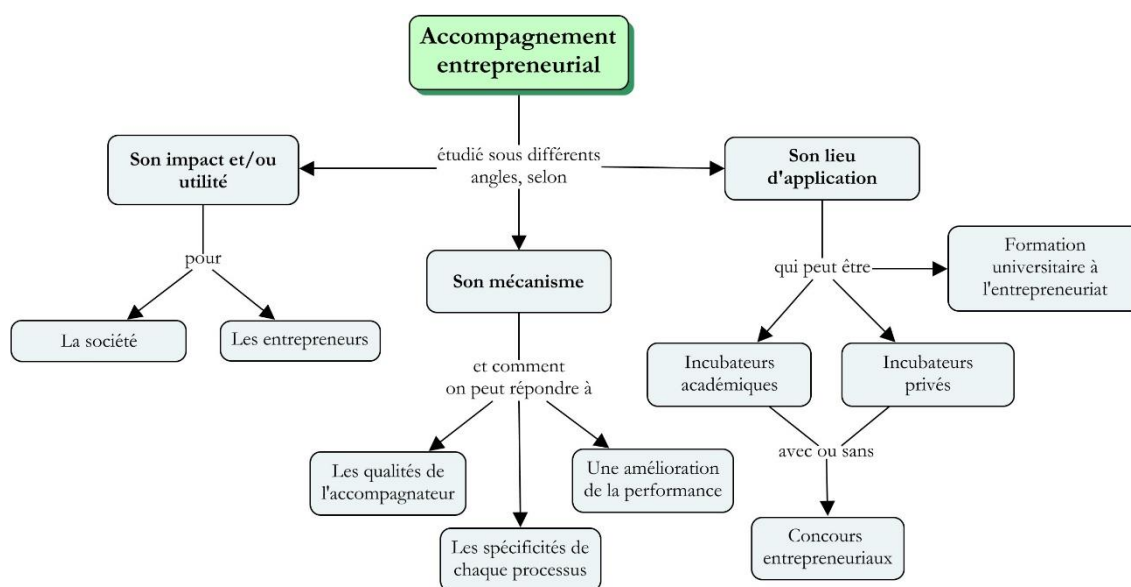 Accompagnement
entrepreneurial
étudié sous différents
angles, selon
Son impact et/ou
utilité
pour
La société
Les entrepreneurs
Son mécanisme
et comment
on peut répondre à
Les qualités de
l'accompagnateur
Les spécificités de
chaque processus
Une amélioration
de la performance
Son lieu
d'application
qui peut être
Formation
universitaire à
l'entrepreneuriat
Incubateurs
académiques
Incubateurs
privés
avec ou sans
Concours
entrepreneuriaux